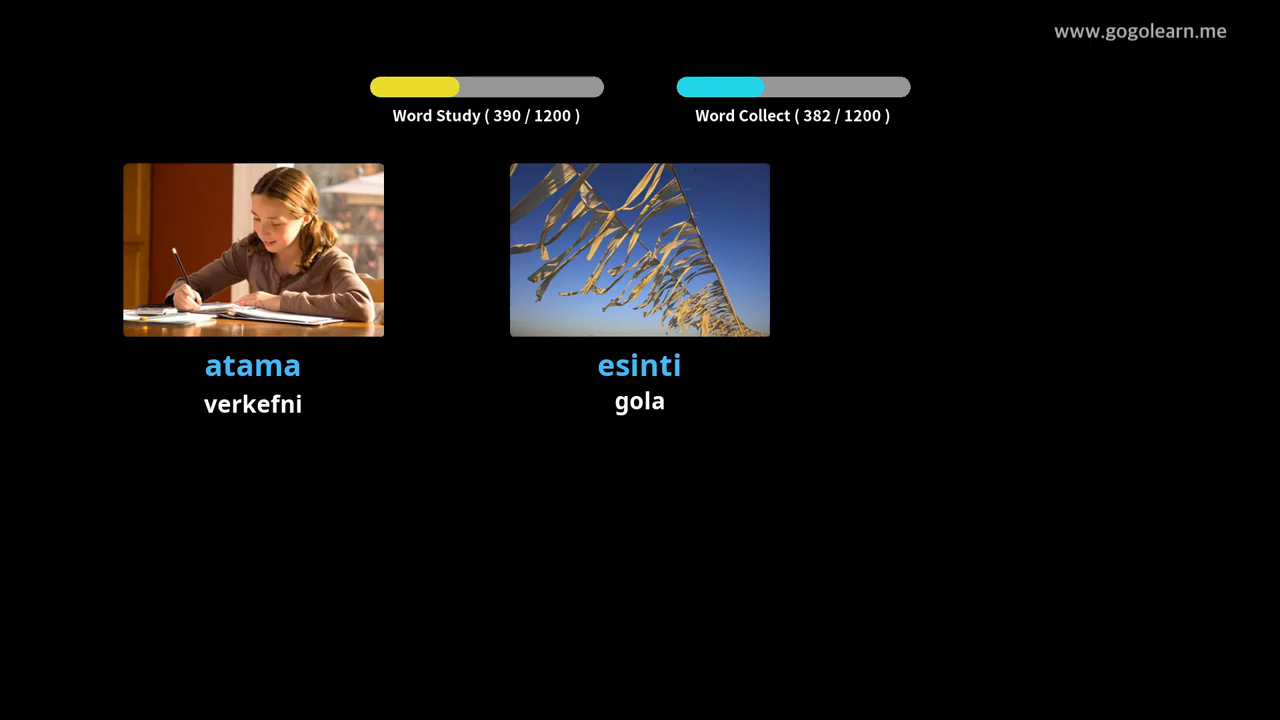 www.gogolearn.me
Word Study ( 390 / 1200 )
Word Collect ( 382 / 1200 )
atama
verkefni
esinti
gola